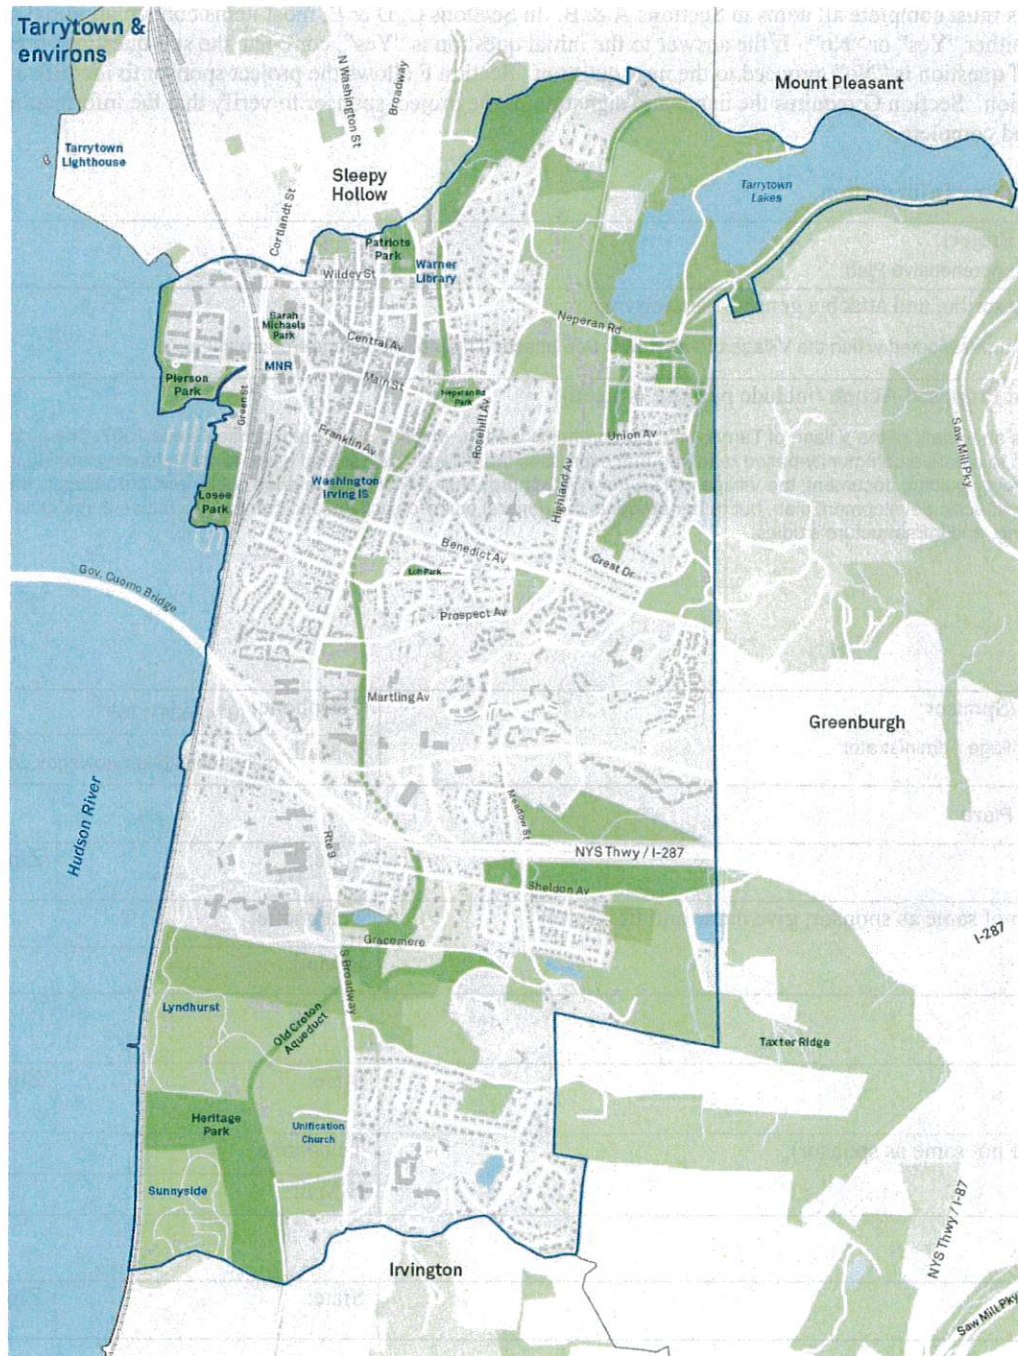 Tarrytown &
environs
N Washington St
Broadway
Mount Pleasant
Tarrytown
Lighthouse
Sleepy
Hollow
Tarrytown
Lakes
Cortlandt St
Patriots
Park
Wildey St
Warner
Library
Sarah
Michaels
Park
Neperan Rd
Central Av
MNR
Pierson
Park
Main St
Neperan Rd
Park
Green St
Rosehill Av
Franklin Av
Union Av
Saw Mill Pky
Highland Av
Washington
Irving IS
Losee
Park
Benedict Av
Crest Dr
Loh Park
Gov. Cuomo Bridge
Prospect Av
Martling Av
Greenburgh
Hudson River
Meadow St
Rte 9
NYS Thwy / I-287
Sheldon Av
I-287
Gracemere
S Broadway
Lyndhurst
Old Croton
Aqueduct
Taxter Ridge
Heritage
Park
Unification
Church
Sunnyside
NYS Thwy / I-87
Irvington
Saw Mill Pky